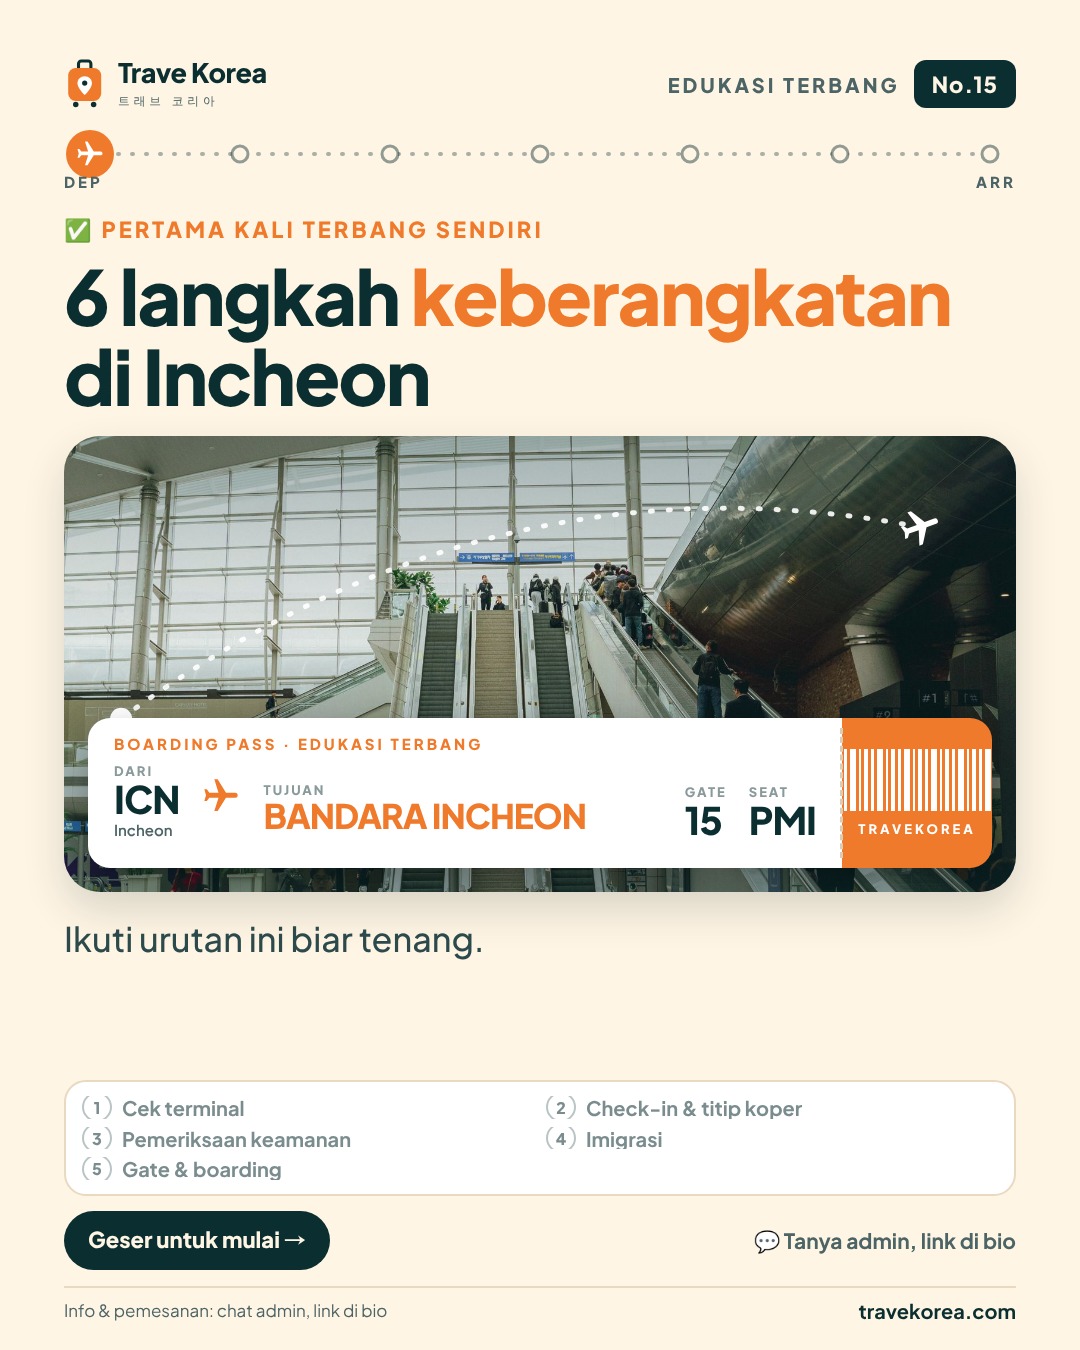 Trave Korea
트래브 코리아
EDUKASI TERBANG
No.15
DEP
ARR
✅ PERTAMA KALI TERBANG SENDIRI
6 langkah keberangkatan
di Incheon
#1
BOARDING PASS · EDUKASI TERBANG
DARI
ICN
Incheon
TUJUAN
BANDARA INCHEON
GATE
15
SEAT
PMI
TRAVEKOREA
Ikuti urutan ini biar tenang.
1 Cek terminal
2 Check-in & titip koper
3 Pemeriksaan keamanan
4 Imigrasi
5 Gate & boarding
Geser untuk mulai →
💬 Tanya admin, link di bio
Info & pemesanan: chat admin, link di bio
travekorea.com